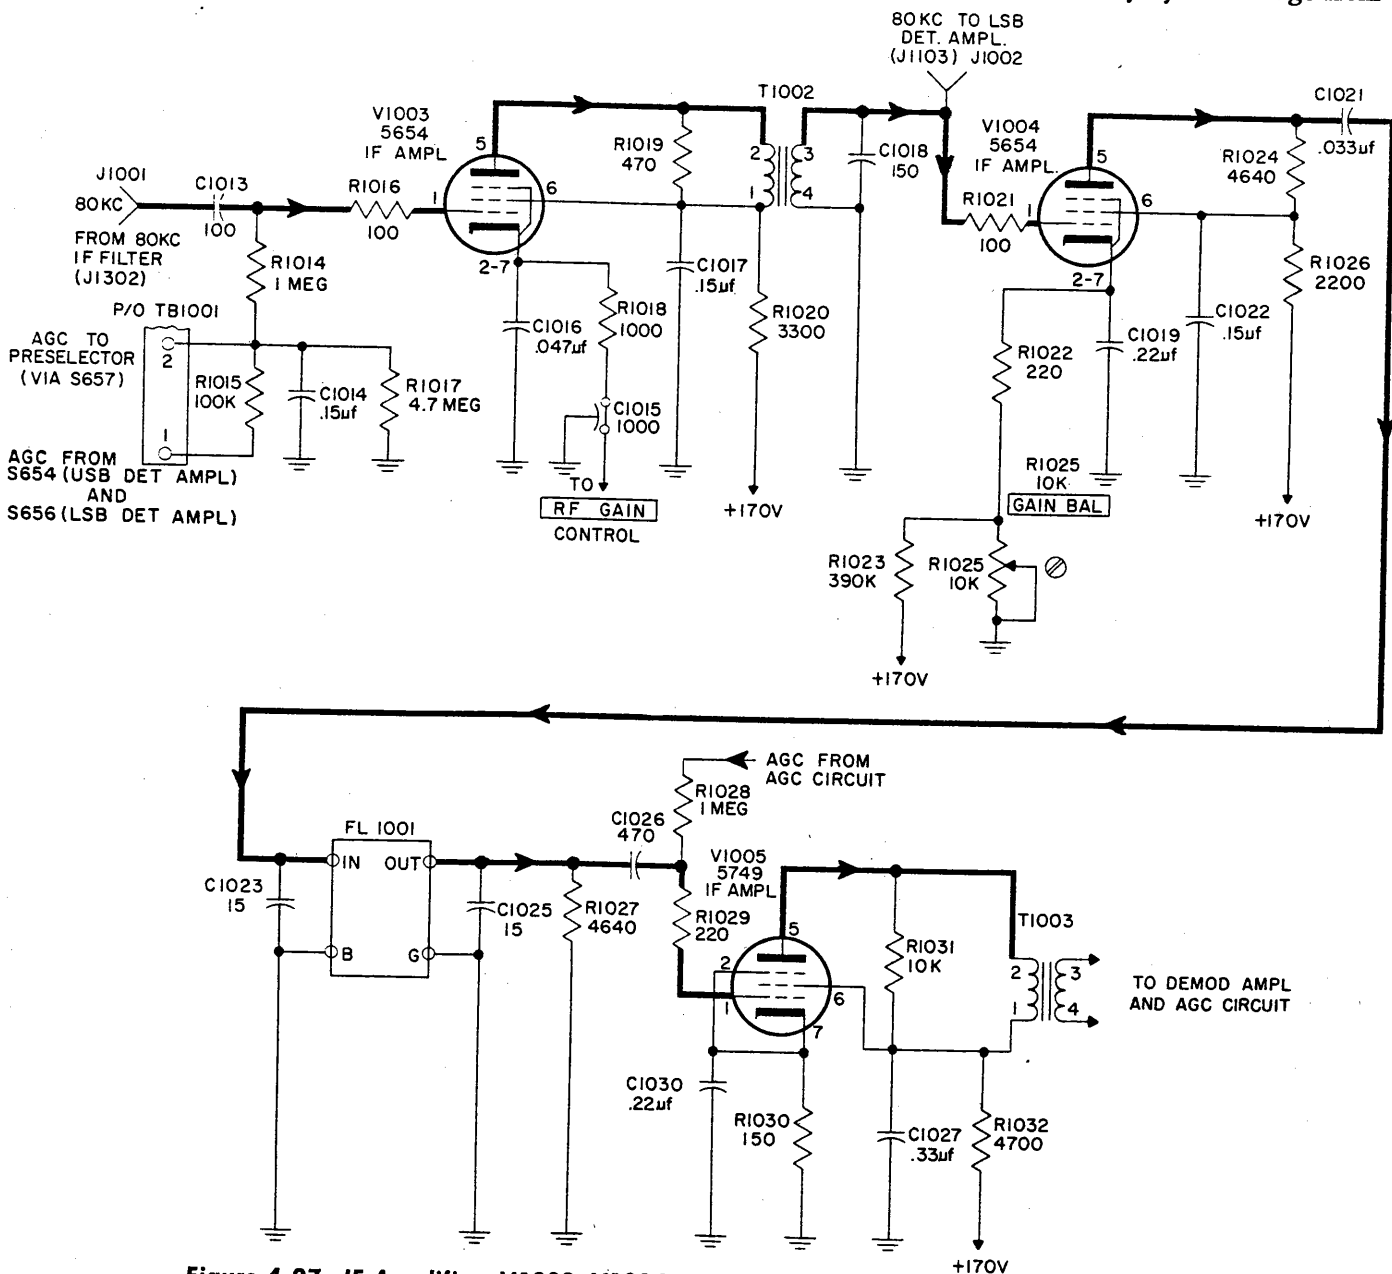 80KC TO LSB
DET. AMPL.
(J1103) J1002
T1002
C1021
.033µf
V1003
5654
IF AMPL
5
6
1
2-7
R1019
470
2
1
3
4
C1018
150
V1004
5654
IF AMPL.
5
6
1
2-7
R1024
4640
J1001
80KC
FROM 80KC
IF FILTER
(J1302)
C1013
100
R1016
100
R1021
100
R1014
1 MEG
C1017
.15µf
R1026
2200
P/O TB1001
2
1
AGC TO
PRESELECTOR
(VIA S657)
R1015
100K
C1014
.15µf
R1017
4.7 MEG
C1016
.047µf
R1018
1000
R1020
3300
C1015
1000
R1022
220
C1019
.22µf
C1022
.15µf
AGC FROM
S654 (USB DET AMPL)
AND
S656 (LSB DET AMPL)
TO
RF GAIN
CONTROL
+170V
R1025
10K
GAIN BAL
+170V
R1023
390K
R1025
10K
+170V
AGC FROM
AGC CIRCUIT
R1028
1 MEG
FL 1001
IN
OUT
B
G
C1026
470
V1005
5749
IF AMPL
C1023
15
C1025
15
R1027
4640
R1029
220
5
2
1
6
7
R1031
10K
T1003
2
1
3
4
TO DEMOD AMPL
AND AGC CIRCUIT
C1030
.22µf
R1030
150
C1027
.33µf
R1032
4700
+170V